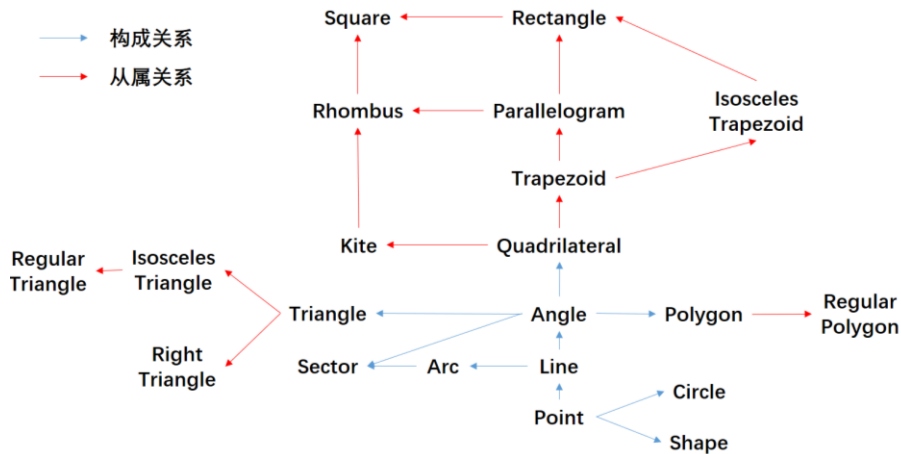 Square
Rectangle
构成关系
从属关系
Rhombus
Parallelogram
Isosceles
Trapezoid
Trapezoid
Kite
Quadrilateral
Regular
Triangle
Isosceles
Triangle
Triangle
Angle
Polygon
Regular
Polygon
Right
Triangle
Sector
Arc
Line
Circle
Point
Shape